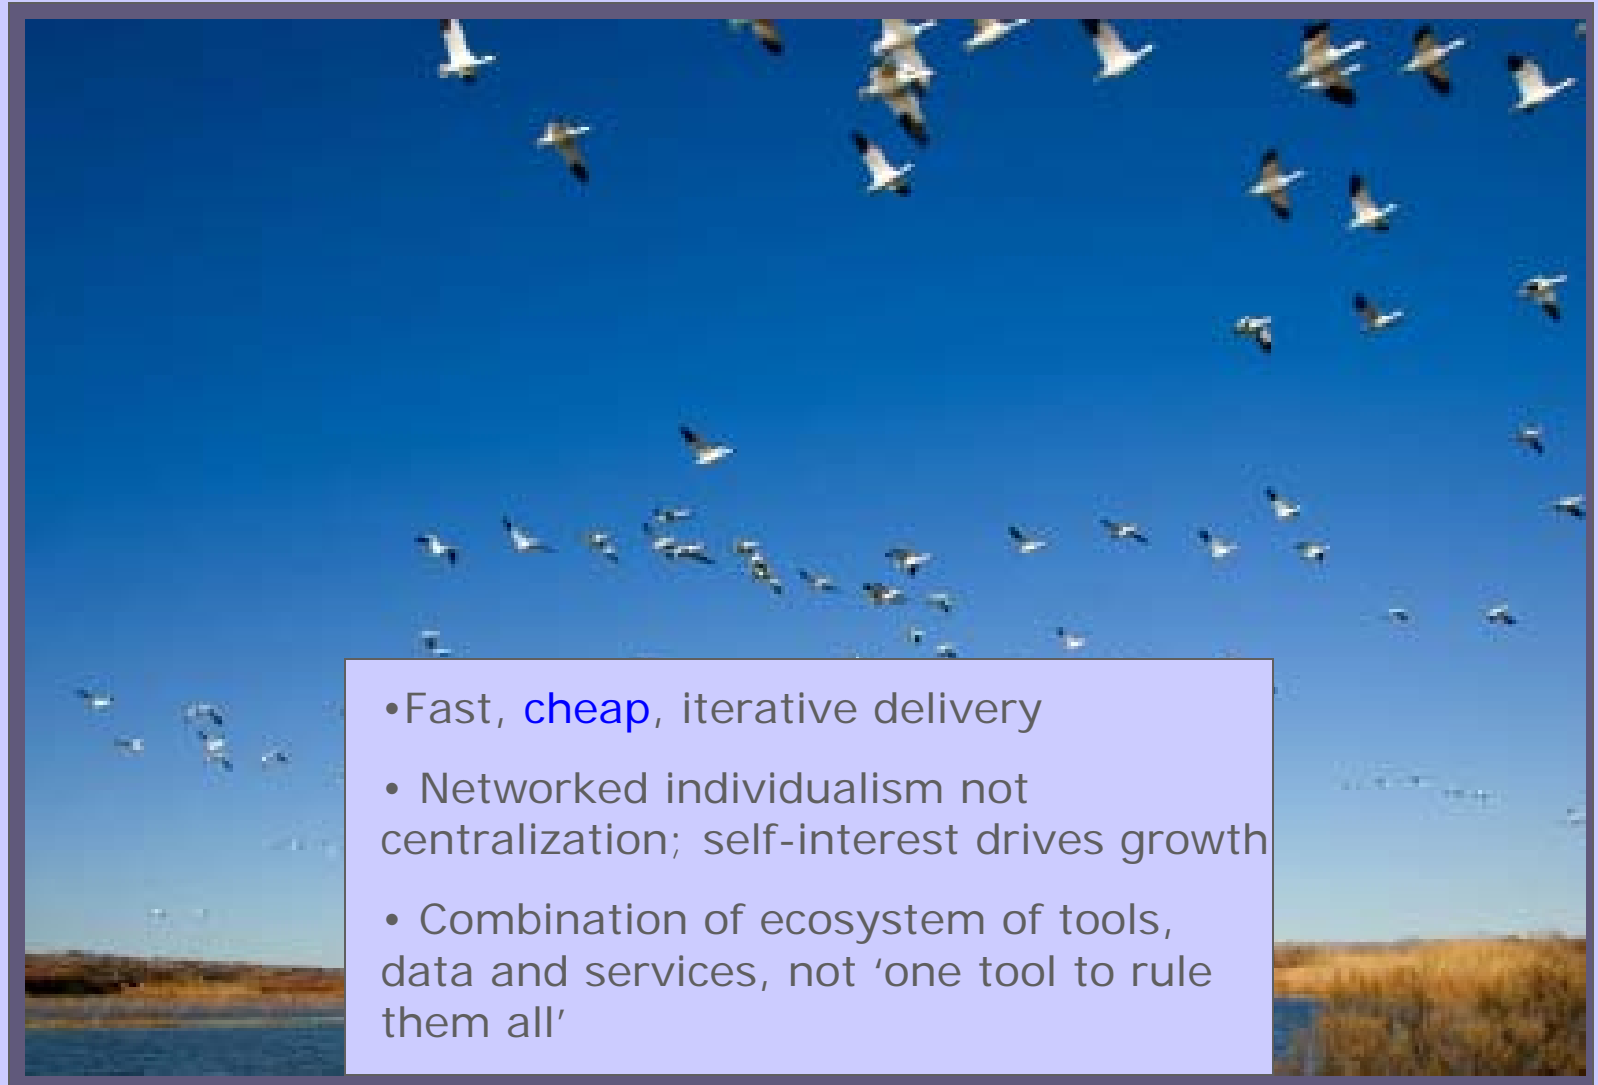 •Fast, cheap, iterative delivery
• Networked individualism not
centralization; self-interest drives growth
• Combination of ecosystem of tools,
data and services, not ‘one tool to rule
them all’